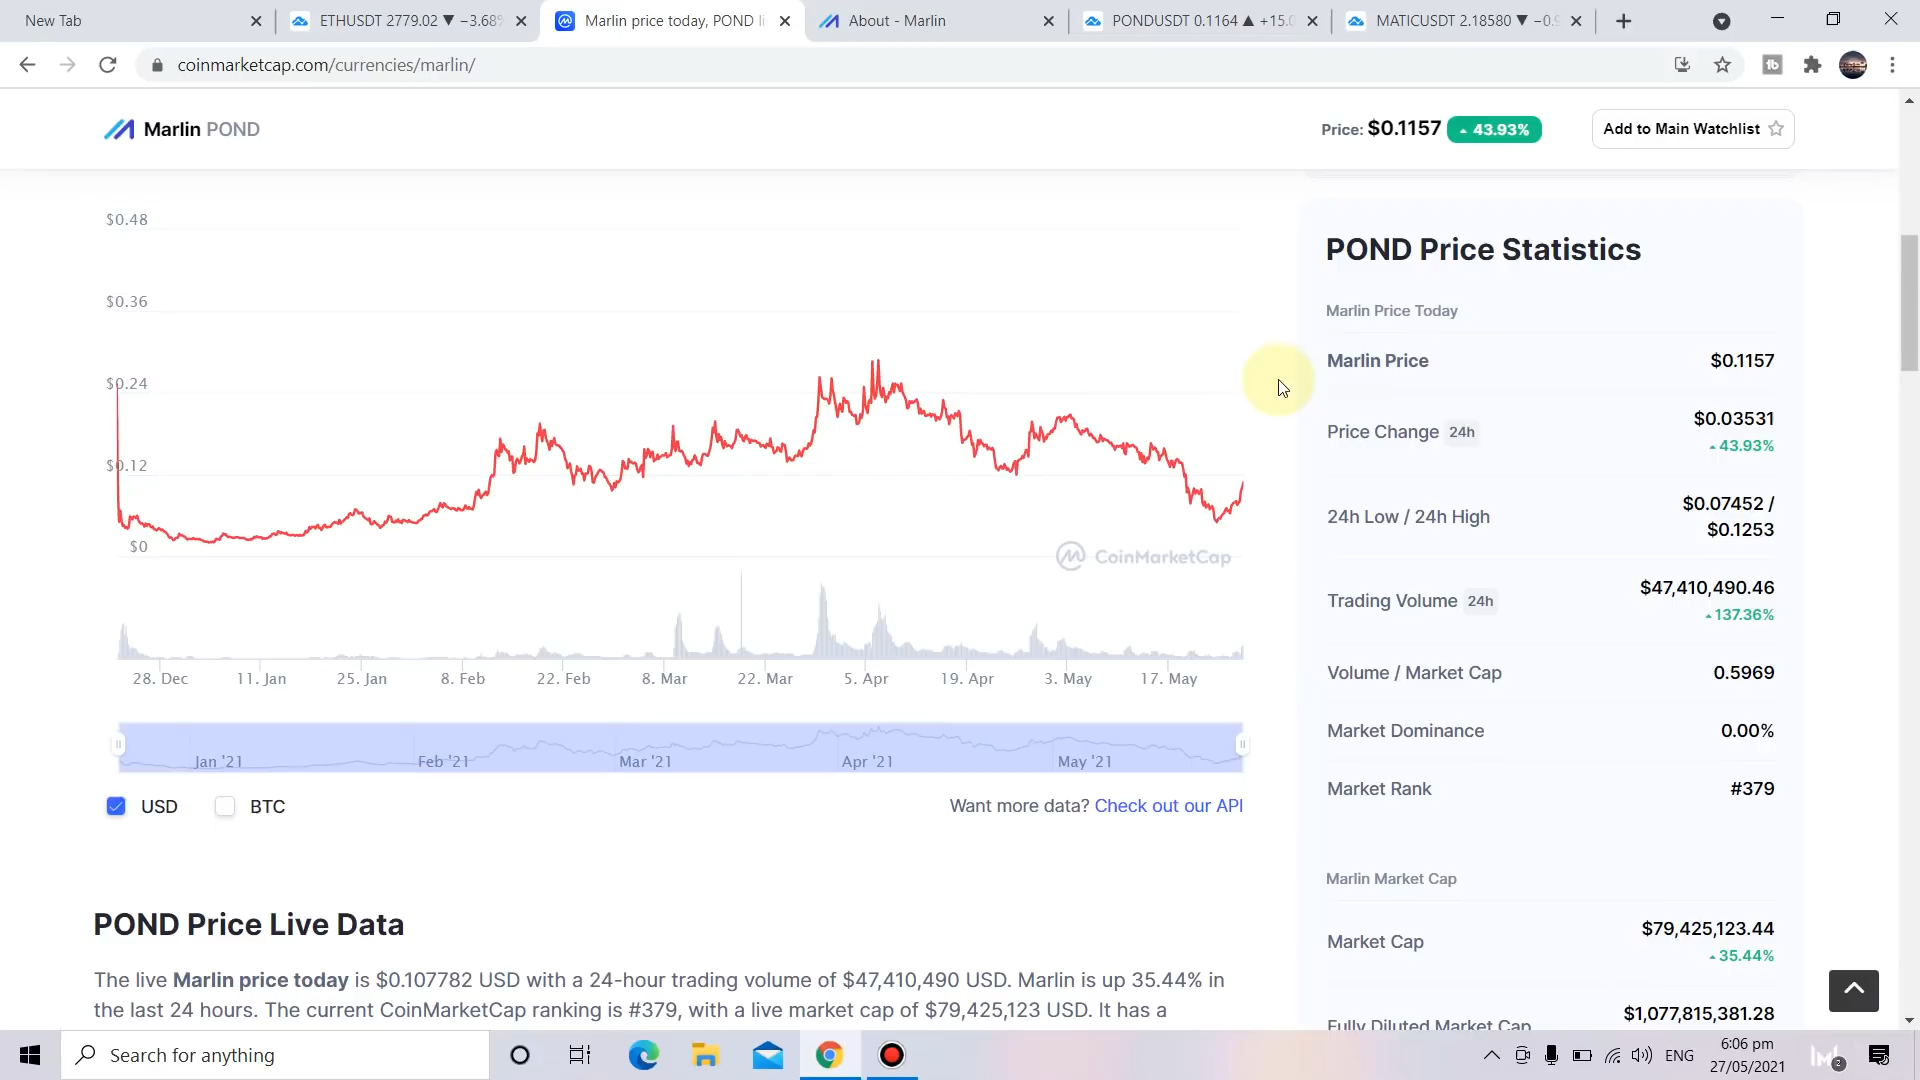 New Tab
ETHUSDT 2779.02 ▼ −3.68%
Marlin price today, POND li
About - Marlin
PONDUSDT 0.1164 ▲ +15.0
MATICUSDT 2.18580 ▼ −0.9
coinmarketcap.com/currencies/marlin/
Marlin POND
Price: $0.1157 43.93%
Add to Main Watchlist
$0.48
$0.36
$0.24
$0.12
$0
CoinMarketCap
28. Dec 11. Jan 25. Jan 8. Feb 22. Feb 8. Mar 22. Mar 5. Apr 19. Apr 3. May 17. May
Jan '21 Feb '21 Mar '21 Apr '21 May '21
USD BTC
Want more data? Check out our API
POND Price Live Data
The live Marlin price today is $0.107782 USD with a 24-hour trading volume of $47,410,490 USD. Marlin is up 35.44% in
the last 24 hours. The current CoinMarketCap ranking is #379, with a live market cap of $79,425,123 USD. It has a
POND Price Statistics
Marlin Price Today
Marlin Price $0.1157
Price Change 24h $0.03531
43.93%
24h Low / 24h High $0.07452 /
$0.1253
Trading Volume 24h $47,410,490.46
137.36%
Volume / Market Cap 0.5969
Market Dominance 0.00%
Market Rank #379
Marlin Market Cap
Market Cap $79,425,123.44
35.44%
Fully Diluted Market Cap $1,077,815,381.28
Search for anything
ENG
6:06 pm
27/05/2021
2